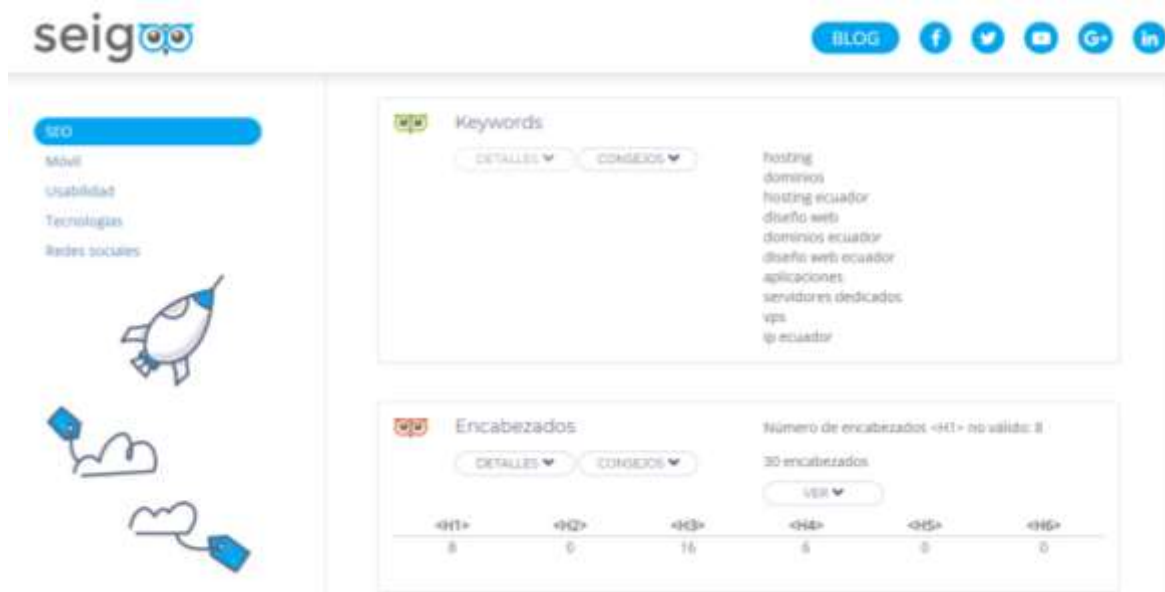 seigoo
BLOG
SEO
Móvil
Usabilidad
Tecnologías
Redes sociales
Keywords
DETALLES
CONSEJOS
hosting
dominios
hosting ecuador
diseño web
dominios ecuador
diseño web ecuador
aplicaciones
servidores dedicados
vps
ip ecuador
Encabezados
DETALLES
CONSEJOS
Número de encabezados <H1> no válido: 8
30 encabezados
VER
<H1> <H2> <H3> <H4> <H5> <H6>
8 0 16 6 0 0